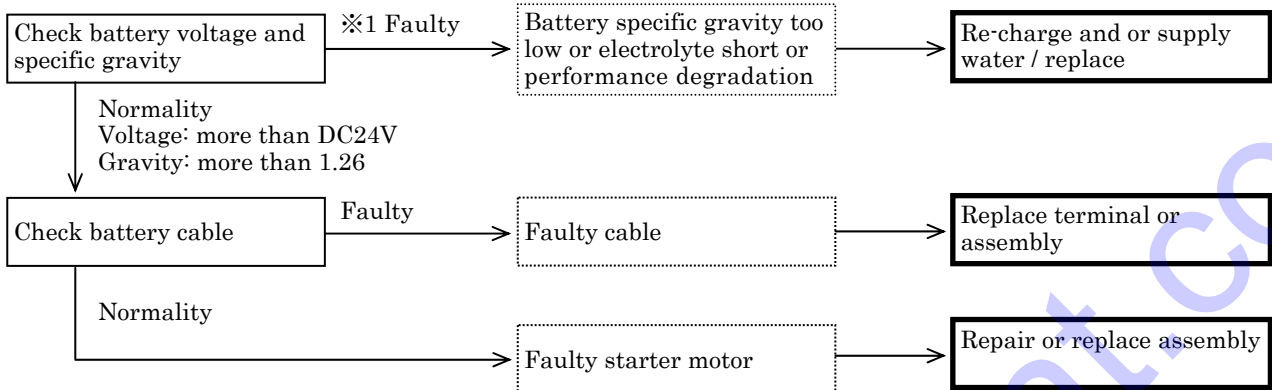 Check battery voltage and
specific gravity
※1 Faulty
Battery specific gravity too
low or electrolyte short or
performance degradation
Re-charge and or supply
water / replace
Normality
Voltage: more than DC24V
Gravity: more than 1.26
Check battery cable
Faulty
Faulty cable
Replace terminal or
assembly
Normality
Faulty starter motor
Repair or replace assembly